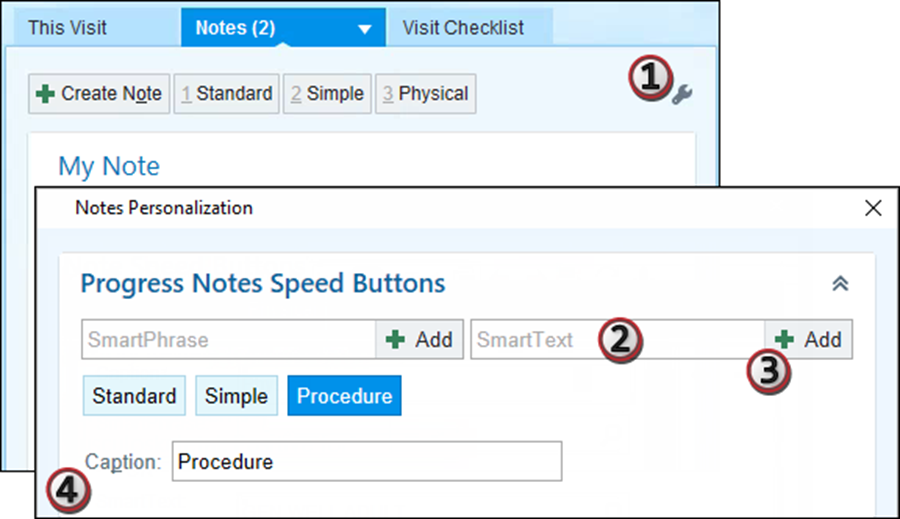 This Visit Notes (2) Visit Checklist
1
Create Note 1 Standard 2 Simple 3 Physical
My Note
Notes Personalization
Progress Notes Speed Buttons
SmartPhrase Add SmartText 2 Add
3
Standard Simple Procedure
Caption: Procedure
4